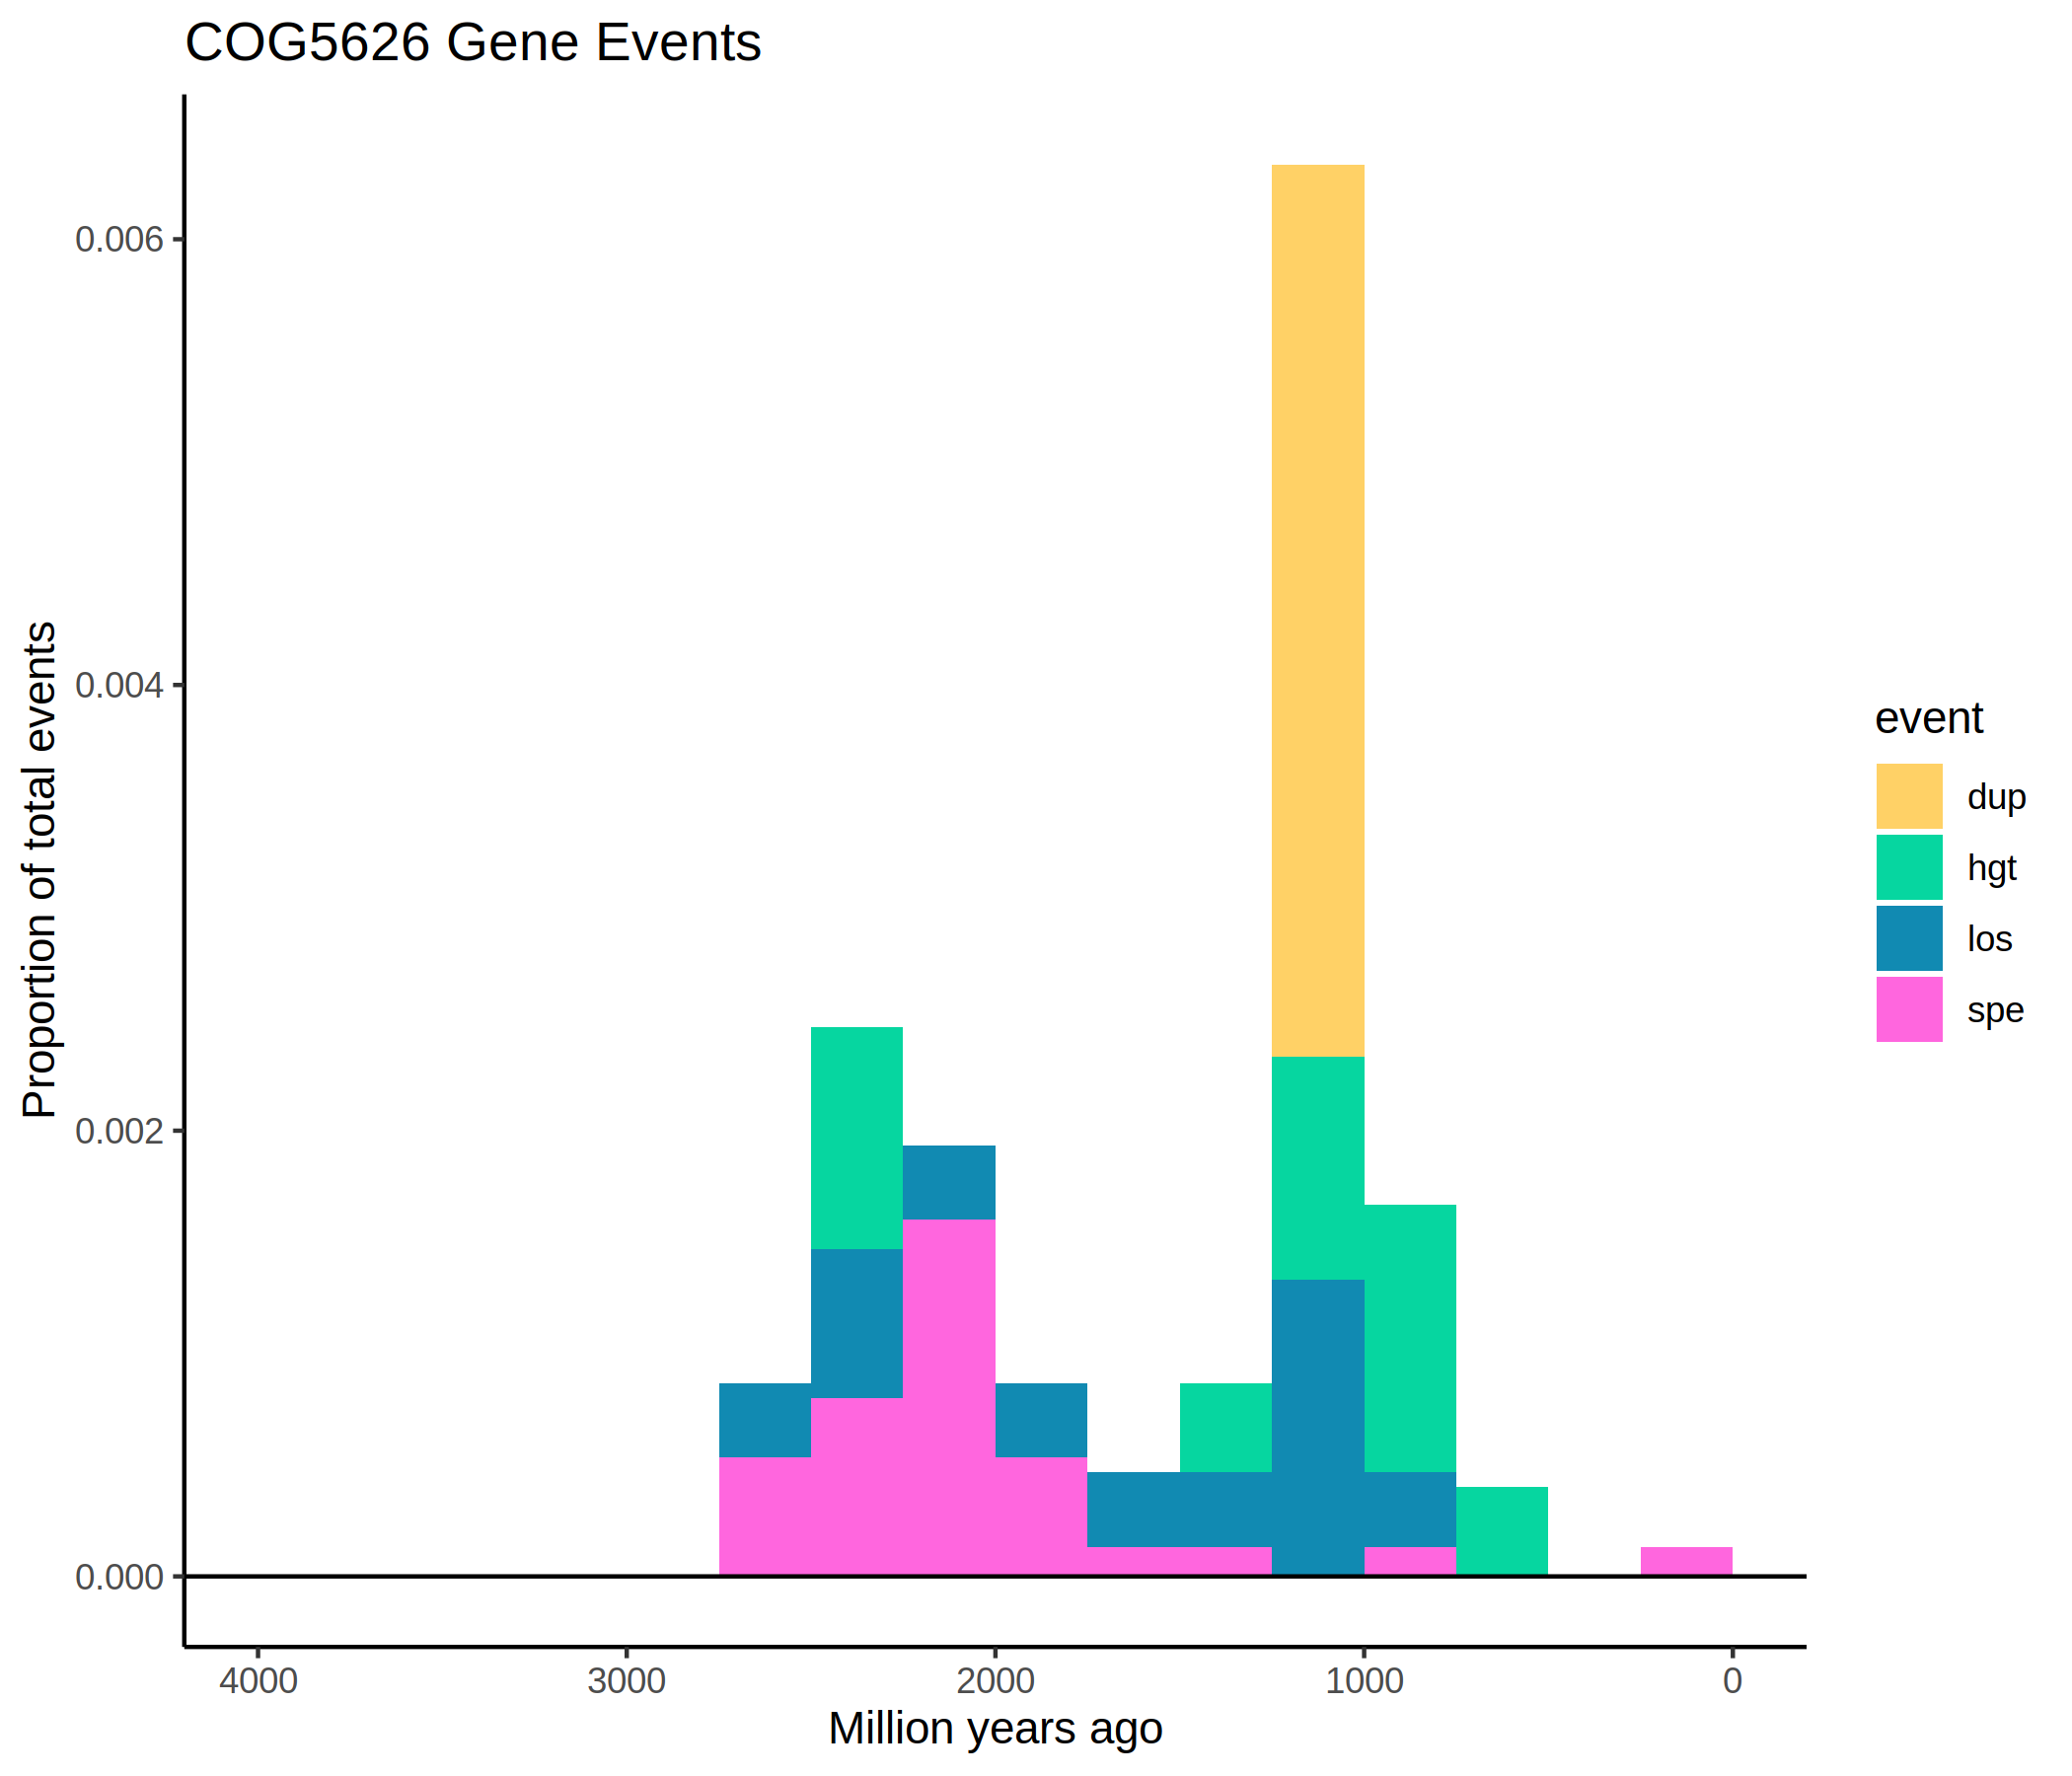 COG5626 Gene Events
Proportion of total events
0.006
0.004
0.002
0.000
4000 3000 2000 1000 0
Million years ago
event
dup
hgt
los
spe